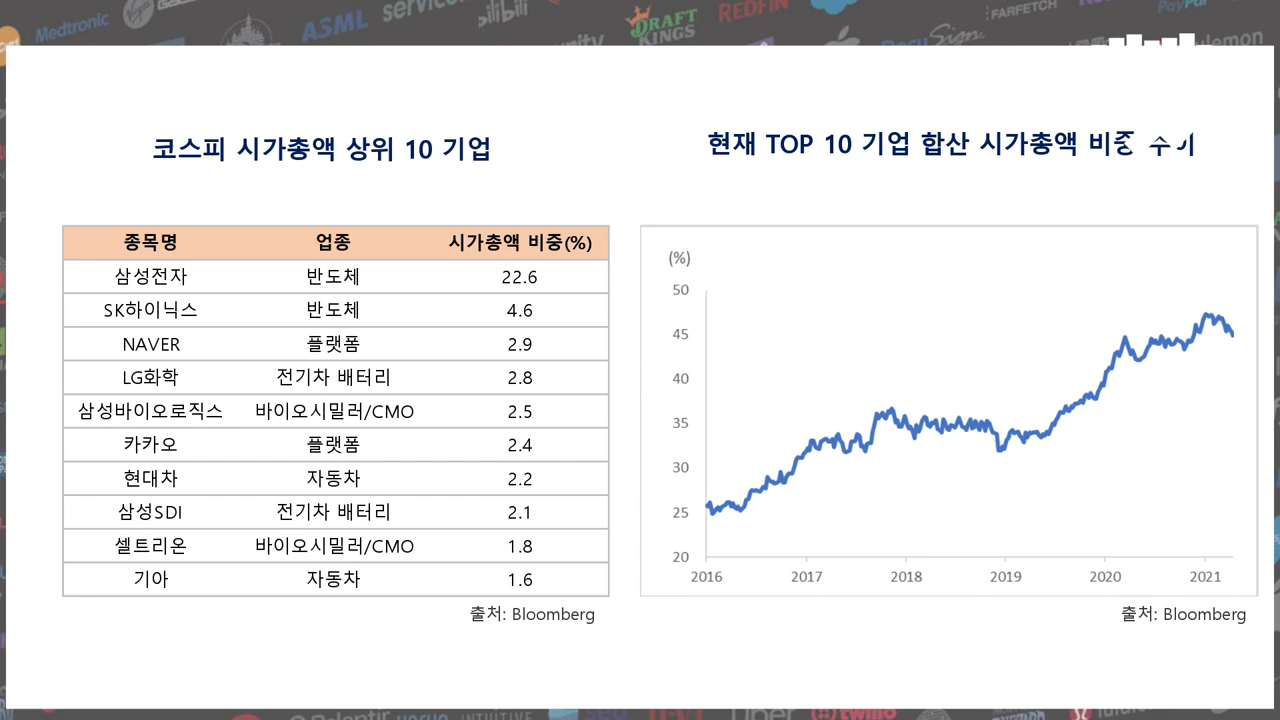 Medtronic
ASML
DRAFT
KINGS
REDFIN
FARFETCH
PayPal
코스피 시가총액 상위 10 기업
현재 TOP 10 기업 합산 시가총액 비중
종목명 업종 시가총액 비중(%)
삼성전자 반도체 22.6
SK하이닉스 반도체 4.6
NAVER 플랫폼 2.9
LG화학 전기차 배터리 2.8
삼성바이오로직스 바이오시밀러/CMO 2.5
카카오 플랫폼 2.4
현대차 자동차 2.2
삼성SDI 전기차 배터리 2.1
셀트리온 바이오시밀러/CMO 1.8
기아 자동차 1.6
출처: Bloomberg
(%)
50
45
40
35
30
25
20
2016 2017 2018 2019 2020 2021
출처: Bloomberg